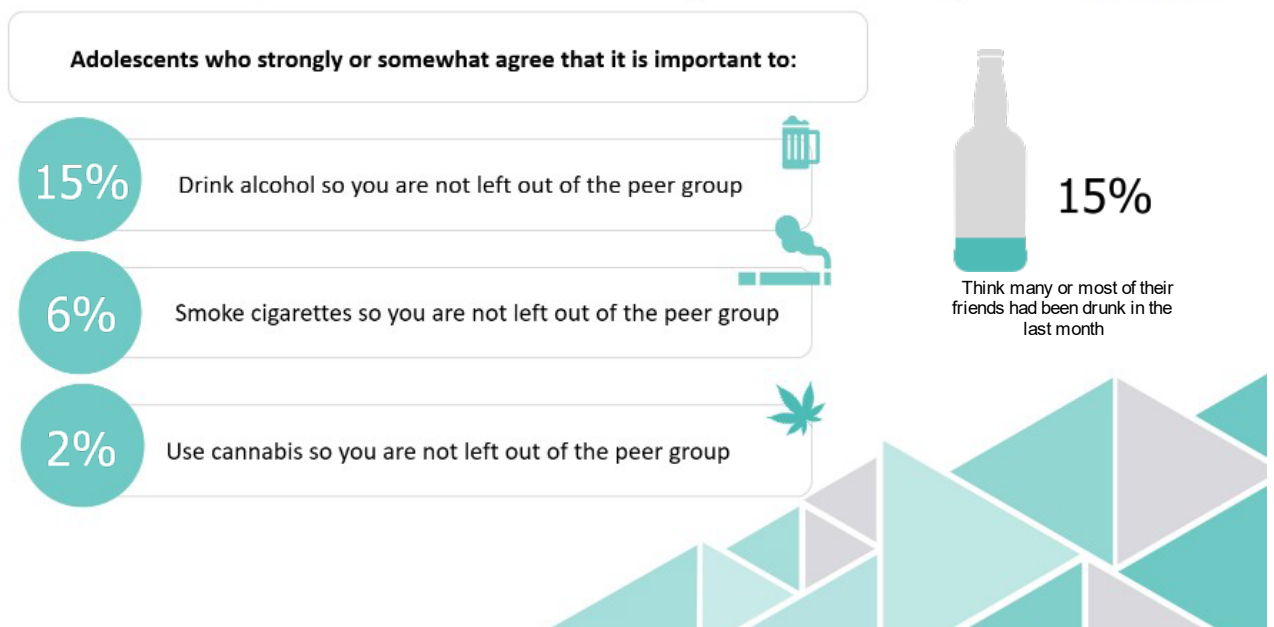 Adolescents who strongly or somewhat agree that it is important to:
15%
Drink alcohol so you are not left out of the peer group
6%
Smoke cigarettes so you are not left out of the peer group
2%
Use cannabis so you are not left out of the peer group
15%
Think many or most of their
friends had been drunk in the
last month